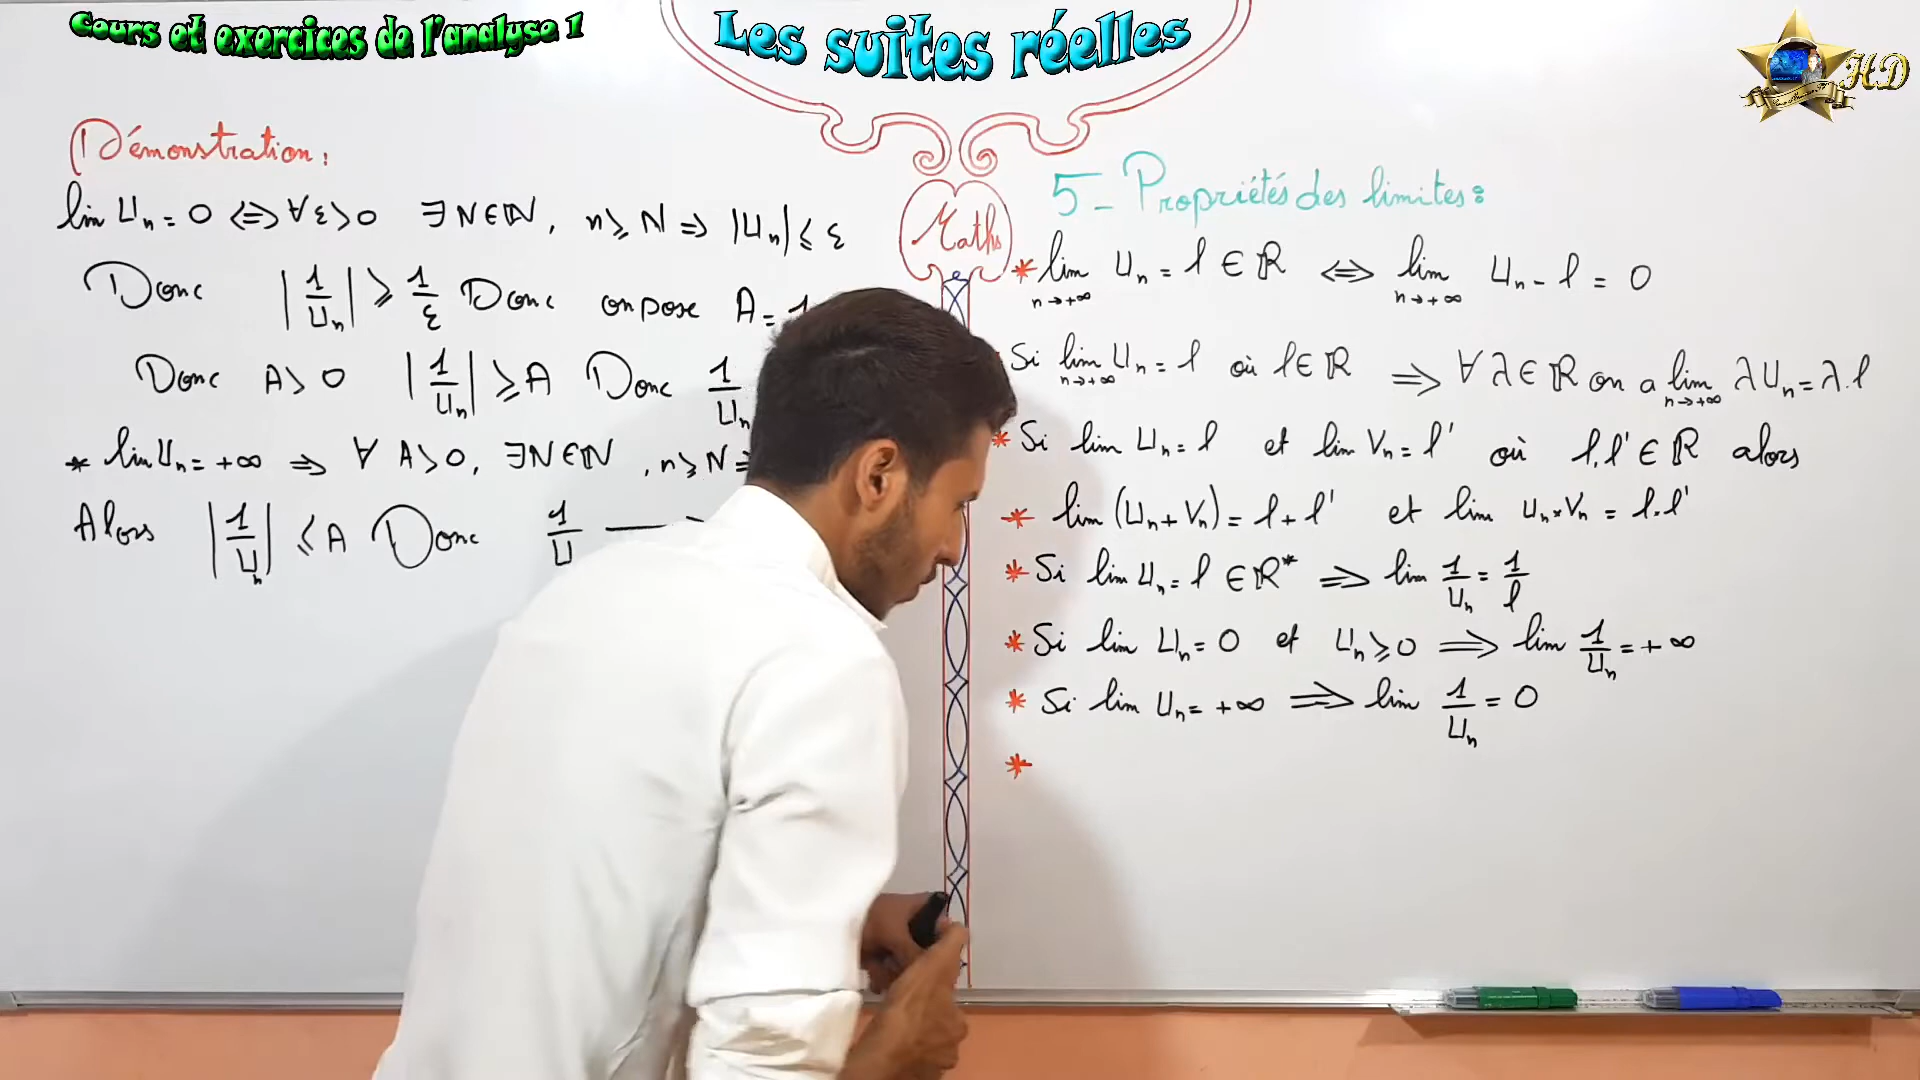 Cours et exercices de l'analyse 1
Les suites réelles
HD
Démonstration:
lim Un = 0 <=> ∀ε>0 ∃N∈ℕ, n≥N => |Un| ≤ ε
Donc |1/Un| ≥ 1/ε Donc on pose A = 1
Donc A>0 |1/Un| ≥ A Donc 1/Un
* lim Un = +∞ => ∀ A>0, ∃N∈ℕ, n≥N =
Alors |1/Un| ≤ A Donc 1/U →
Maths
5 - Propriétés des limites:
* lim n→+∞ Un = l ∈ ℝ <=> lim n→+∞ Un - l = 0
Si lim n→+∞ Un = l où l∈ℝ => ∀λ∈ℝ on a lim n→+∞ λUn = λ.l
* Si lim Un = l et lim Vn = l' où l,l' ∈ ℝ alors
* lim (Un + Vn) = l + l' et lim Un × Vn = l.l'
* Si lim Un = l ∈ ℝ* => lim 1/Un = 1/l
* Si lim Un = 0 et Un ≥ 0 => lim 1/Un = +∞
* Si lim Un = +∞ => lim 1/Un = 0
*